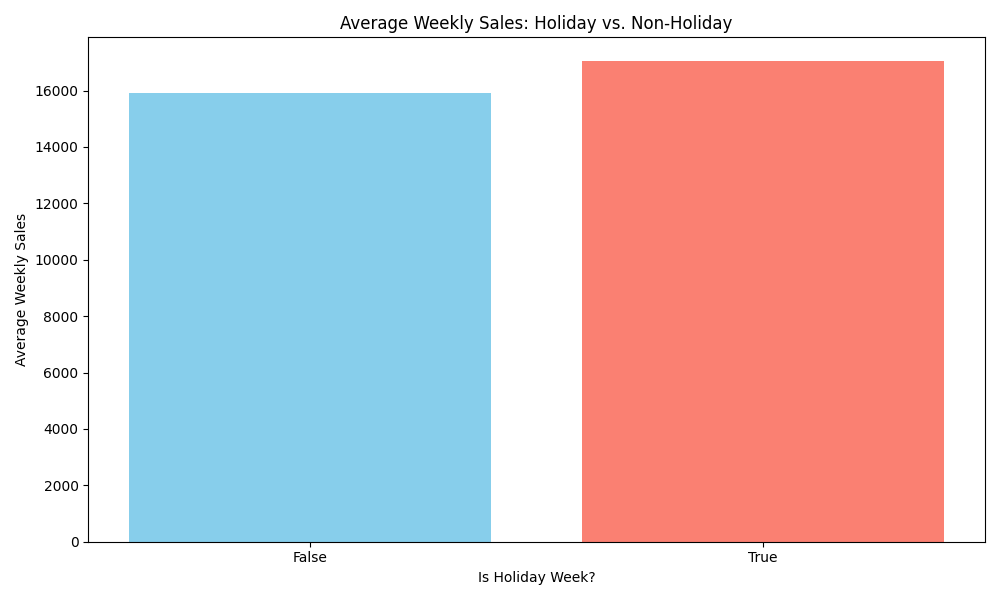 Average Weekly Sales: Holiday vs. Non-Holiday
Average Weekly Sales
16000
14000
12000
10000
8000
6000
4000
2000
0
False
True
Is Holiday Week?